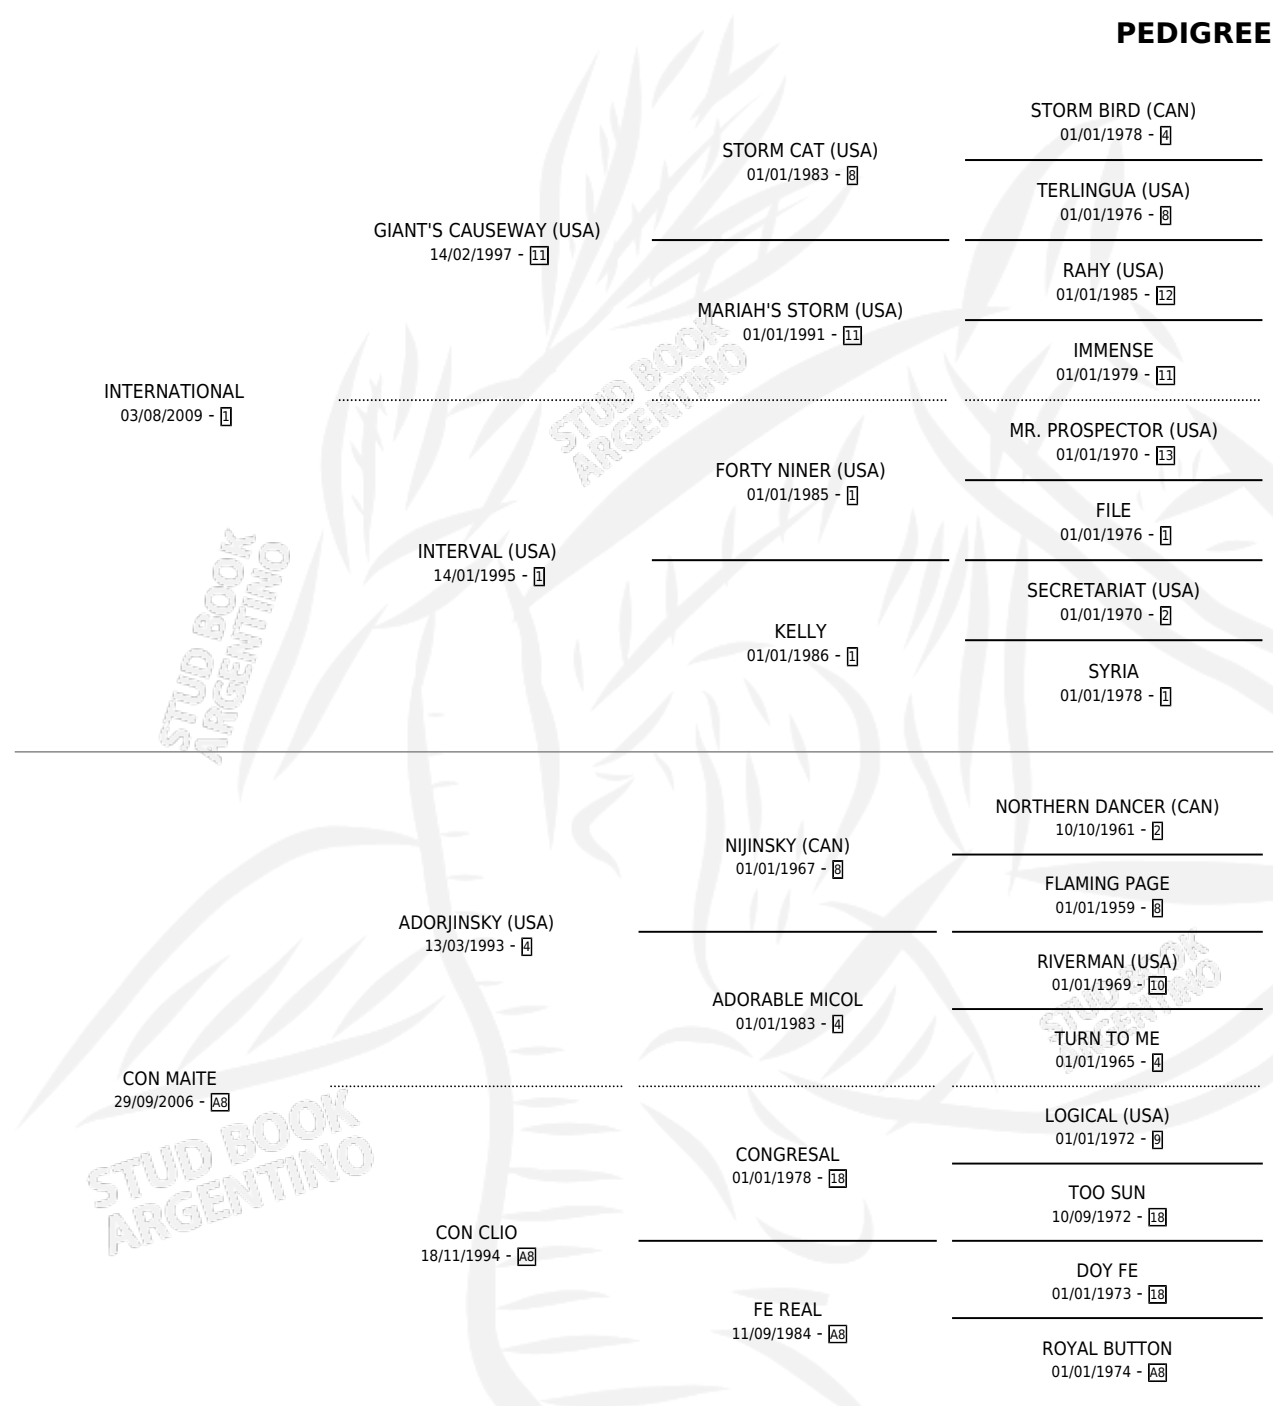 PEDIGREE
STORM BIRD (CAN)
01/01/1978 - 4
STORM CAT (USA)
01/01/1983 - 8
TERLINGUA (USA)
01/01/1976 - 8
GIANT'S CAUSEWAY (USA)
14/02/1997 - 11
RAHY (USA)
01/01/1985 - 12
MARIAH'S STORM (USA)
01/01/1991 - 11
IMMENSE
01/01/1979 - 11
INTERNATIONAL
03/08/2009 - 1
MR. PROSPECTOR (USA)
01/01/1970 - 13
FORTY NINER (USA)
01/01/1985 - 1
FILE
01/01/1976 - 1
INTERVAL (USA)
14/01/1995 - 1
SECRETARIAT (USA)
01/01/1970 - 2
KELLY
01/01/1986 - 1
SYRIA
01/01/1978 - 1
NORTHERN DANCER (CAN)
10/10/1961 - 2
NIJINSKY (CAN)
01/01/1967 - 8
FLAMING PAGE
01/01/1959 - 8
ADORJINSKY (USA)
13/03/1993 - 4
RIVERMAN (USA)
01/01/1969 - 10
ADORABLE MICOL
01/01/1983 - 4
TURN TO ME
01/01/1965 - 4
CON MAITE
29/09/2006 - A8
LOGICAL (USA)
01/01/1972 - 9
CONGRESAL
01/01/1978 - 18
TOO SUN
10/09/1972 - 18
CON CLIO
18/11/1994 - A8
DOY FE
01/01/1973 - 18
FE REAL
11/09/1984 - A8
ROYAL BUTTON
01/01/1974 - A8
STUD BOOK
ARGENTINO
STUD BOOK
ARGENTINO
STUD BOOK
ARGENTINO
STUD BOOK
ARGENTINO